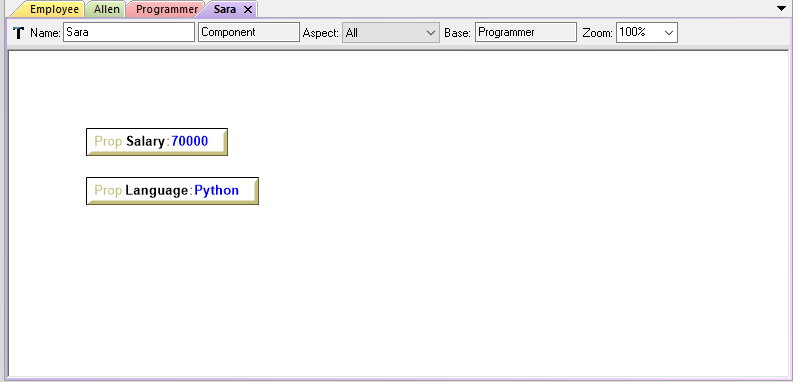 Employee Allen Programmer Sara
Name: Sara Component Aspect: All Base: Programmer Zoom: 100%
Prop Salary:70000
Prop Language:Python